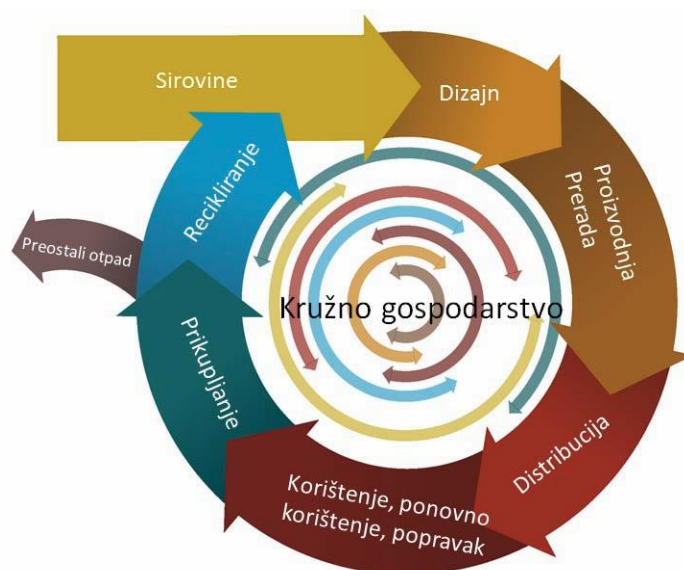 Sirovine
Dizajn
Proizvodnja
Prerada
Distribucija
Korištenje, ponovno
korištenje, popravak
Prikupljanje
Recikliranje
Preostali otpad
Kružno gospodarstvo